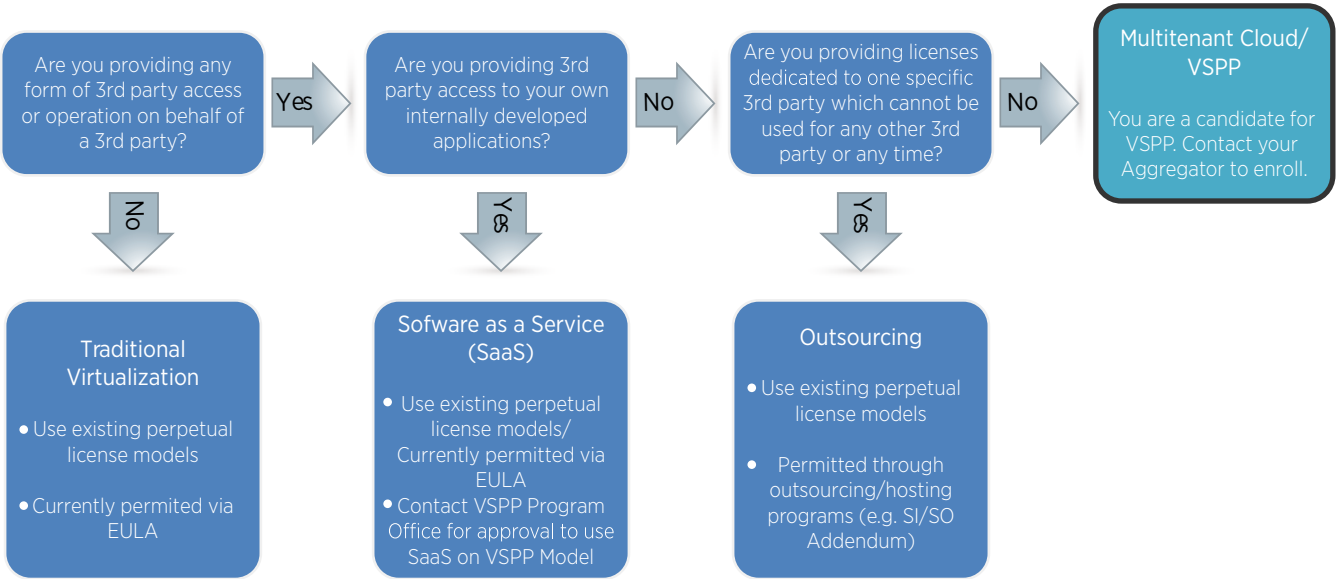 Are you providing any
form of 3rd party access
or operation on behalf of
a 3rd party?
Yes
Are you providing 3rd
party access to your own
internally developed
applications?
No
Are you providing licenses
dedicated to one specific
3rd party which cannot be
used for any other 3rd
party or any time?
No
Multitenant Cloud/
VSPP
You are a candidate for
VSPP. Contact your
Aggregator to enroll.
No
Yes
Yes
Traditional
Virtualization
• Use existing perpetual
license models
• Currently permited via
EULA
Sofware as a Service
(SaaS)
• Use existing perpetual
license models/
Currently permitted via
EULA
• Contact VSPP Program
Office for approval to use
SaaS on VSPP Model
Outsourcing
• Use existing perpetual
license models
• Permitted through
outsourcing/hosting
programs (e.g. SI/SO
Addendum)